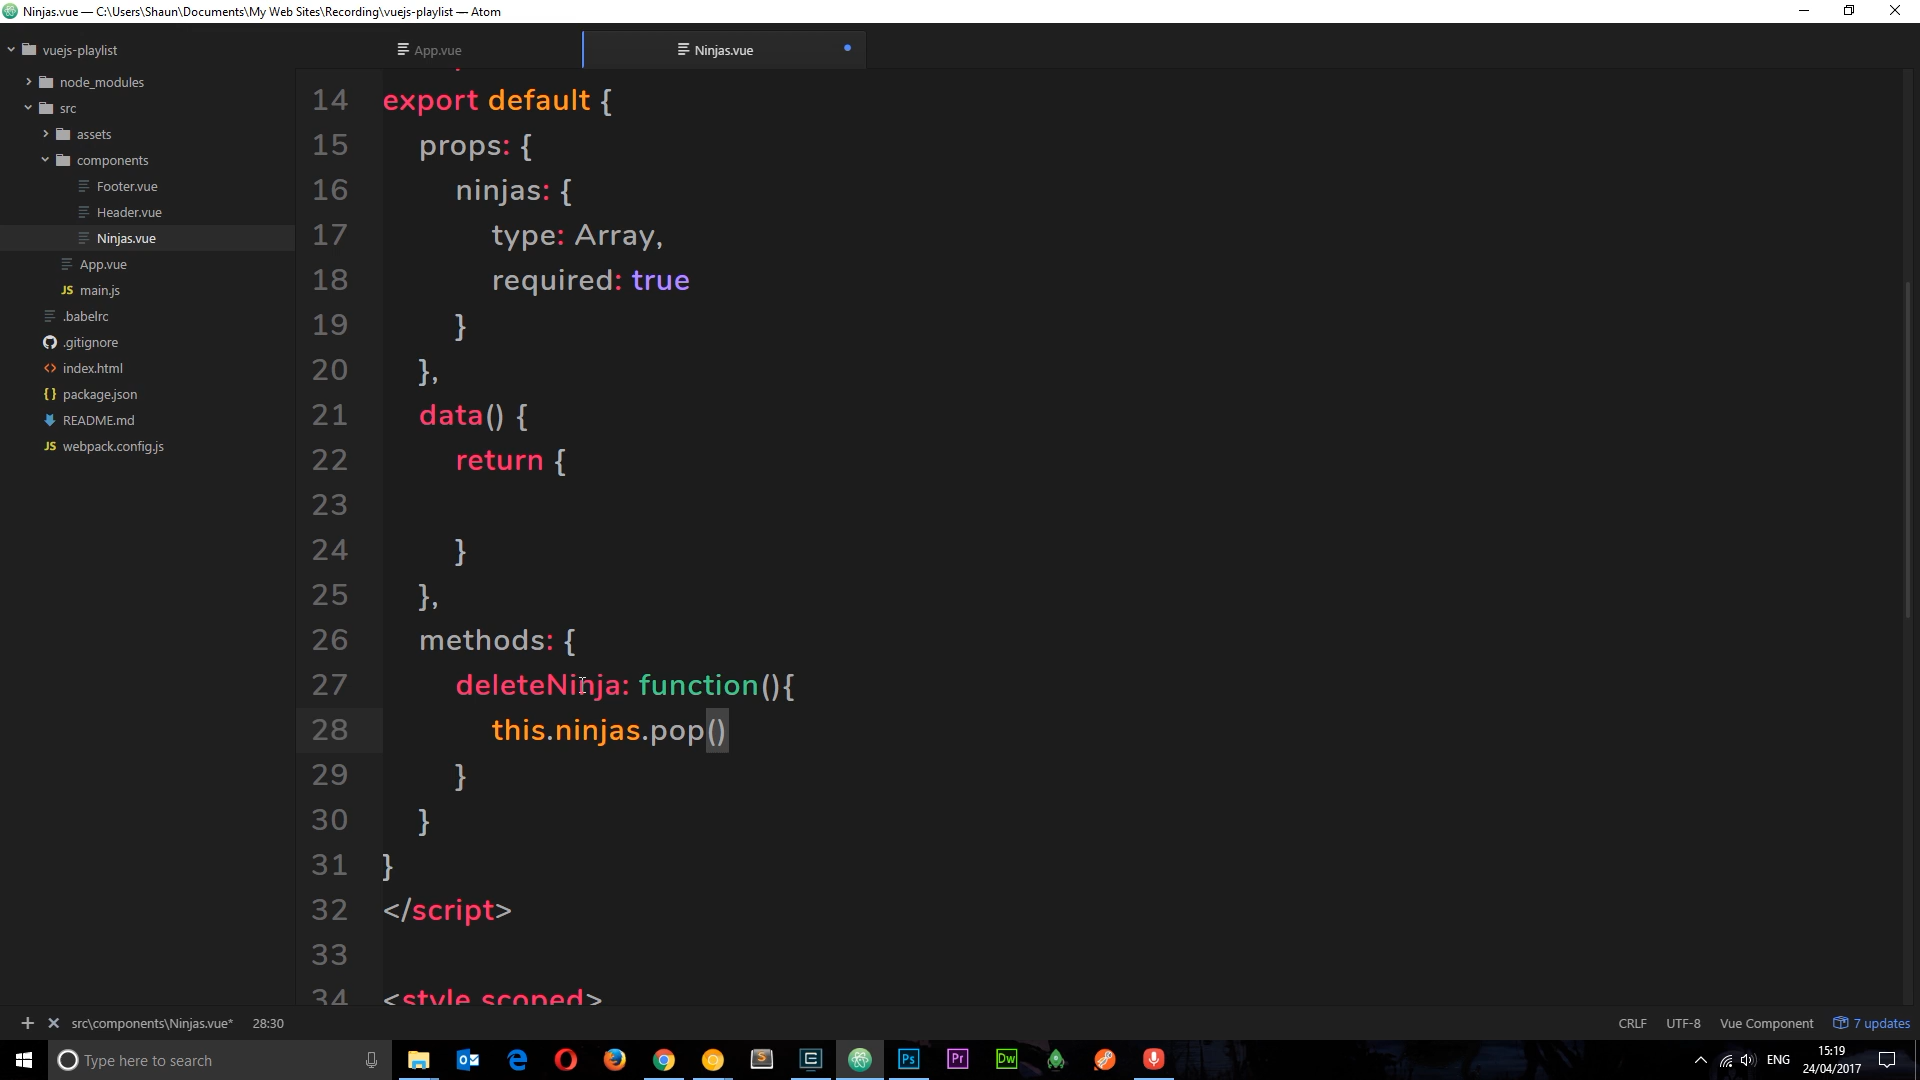 Ninjas.vue — C:\Users\Shaun\Documents\My Web Sites\Recording\vuejs-playlist — Atom
vuejs-playlist
node_modules
src
assets
components
Footer.vue
Header.vue
Ninjas.vue
App.vue
JS main.js
.babelrc
.gitignore
<> index.html
{} package.json
README.md
JS webpack.config.js
App.vue
Ninjas.vue
14 export default {
15 props: {
16 ninjas: {
17 type: Array,
18 required: true
19 }
20 },
21 data() {
22 return {
23
24 }
25 },
26 methods: {
27 deleteNinja: function(){
28 this.ninjas.pop()
29 }
30 }
31 }
32 </script>
33
34 <style scoped>
src\components\Ninjas.vue* 28:30
CRLF UTF-8 Vue Component 7 updates
Type here to search
Ps Pr Dw
ENG
15:19
24/04/2017